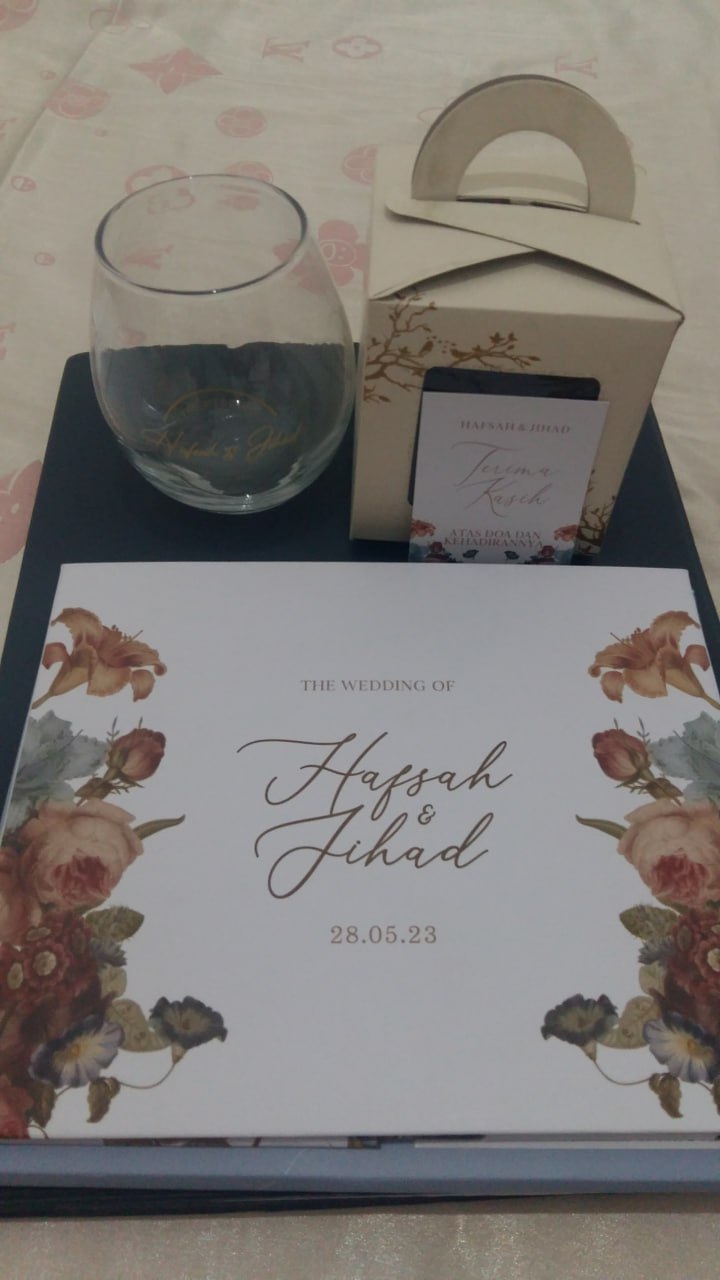 Hafsah & Jihad
HAFSAH & JIHAD
Terima
Kasih
ATAS DOA DAN
KEHADIRANNYA
THE WEDDING OF
Hafsah
&
Jihad
28.05.23